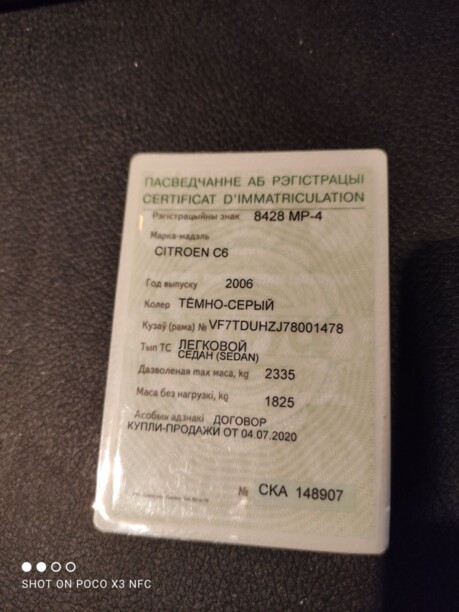 ПАСВЕДЧАННЕ АБ РЭГІСТРАЦЫІ
CERTIFICAT D'IMMATRICULATION
Рэгістрацыйны знак 8428 MP-4
Марка-мадэль
CITROEN C6
Год выпуску 2006
Колер ТЁМНО-СЕРЫЙ
Кузаў (рама) № VF7TDUHZJ78001478
Тып ТС ЛЕГКОВОЙ
СЕДАН (SEDAN)
Дазволеная max маса, kg 2335
Маса без нагрузкі, kg 1825
Асобыя адзнакі ДОГОВОР
КУПЛИ-ПРОДАЖИ ОТ 04.07.2020
№ СКА 148907
SHOT ON POCO X3 NFC